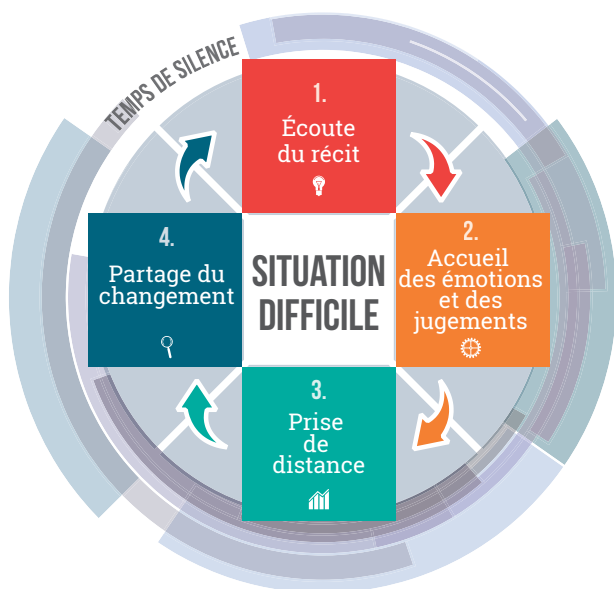 TEMPS DE SILENCE
1.
Écoute
du récit
2.
Accueil
des émotions
et des
jugements
SITUATION
DIFFICILE
3.
Prise
de
distance
4.
Partage du
changement